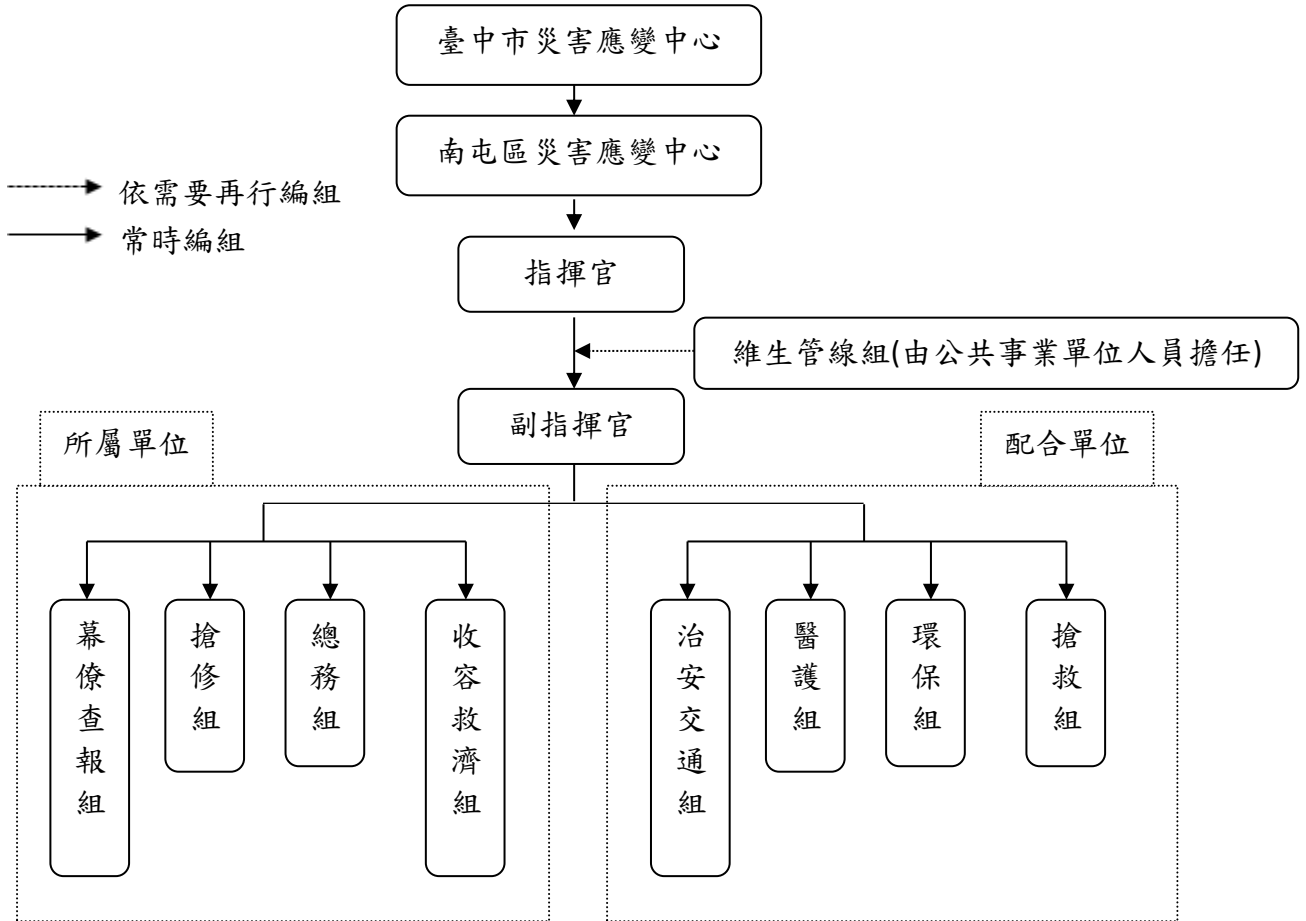 臺中市災害應變中心
南屯區災害應變中心
依需要再行編組
常時編組
指揮官
維生管線組(由公共事業單位人員擔任)
副指揮官
所屬單位
配合單位
幕僚查報組
搶修組
總務組
收容救濟組
治安交通組
醫護組
環保組
搶救組